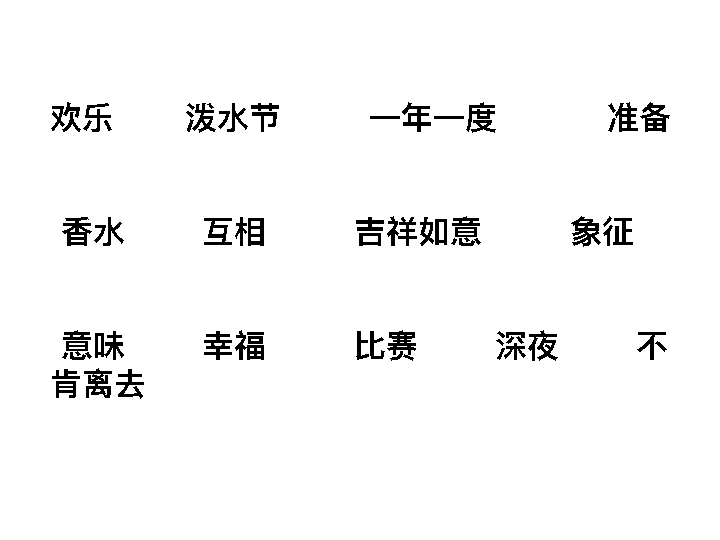 欢乐 泼水节 一年一度 准备
香水 互相 吉祥如意 象征
意味 幸福 比赛 深夜 不
肯离去